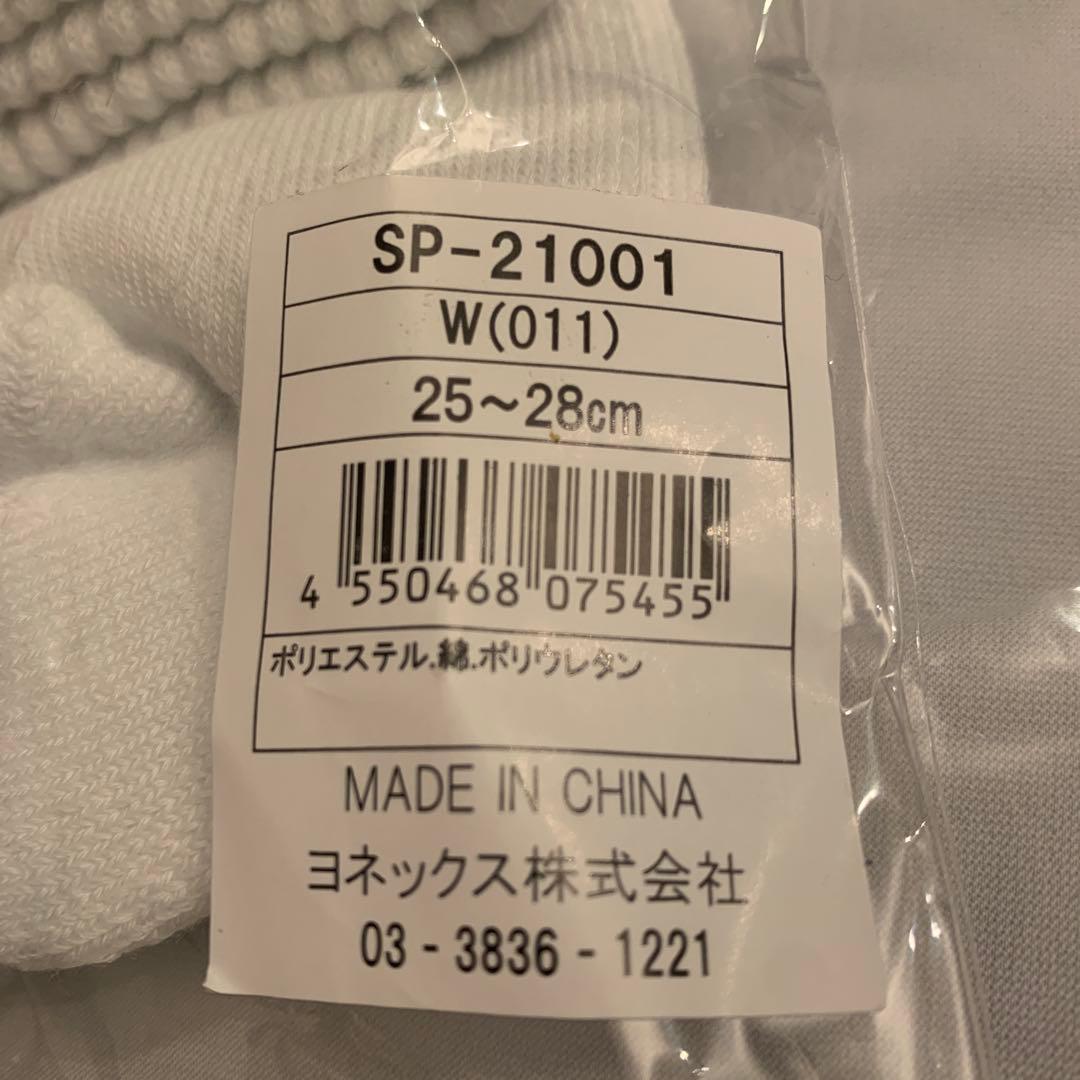 SP-21001
W(011)
25～28cm
4 550468 075455
ポリエステル.綿.ポリウレタン
MADE IN CHINA
ヨネックス株式会社
03 - 3836 - 1221